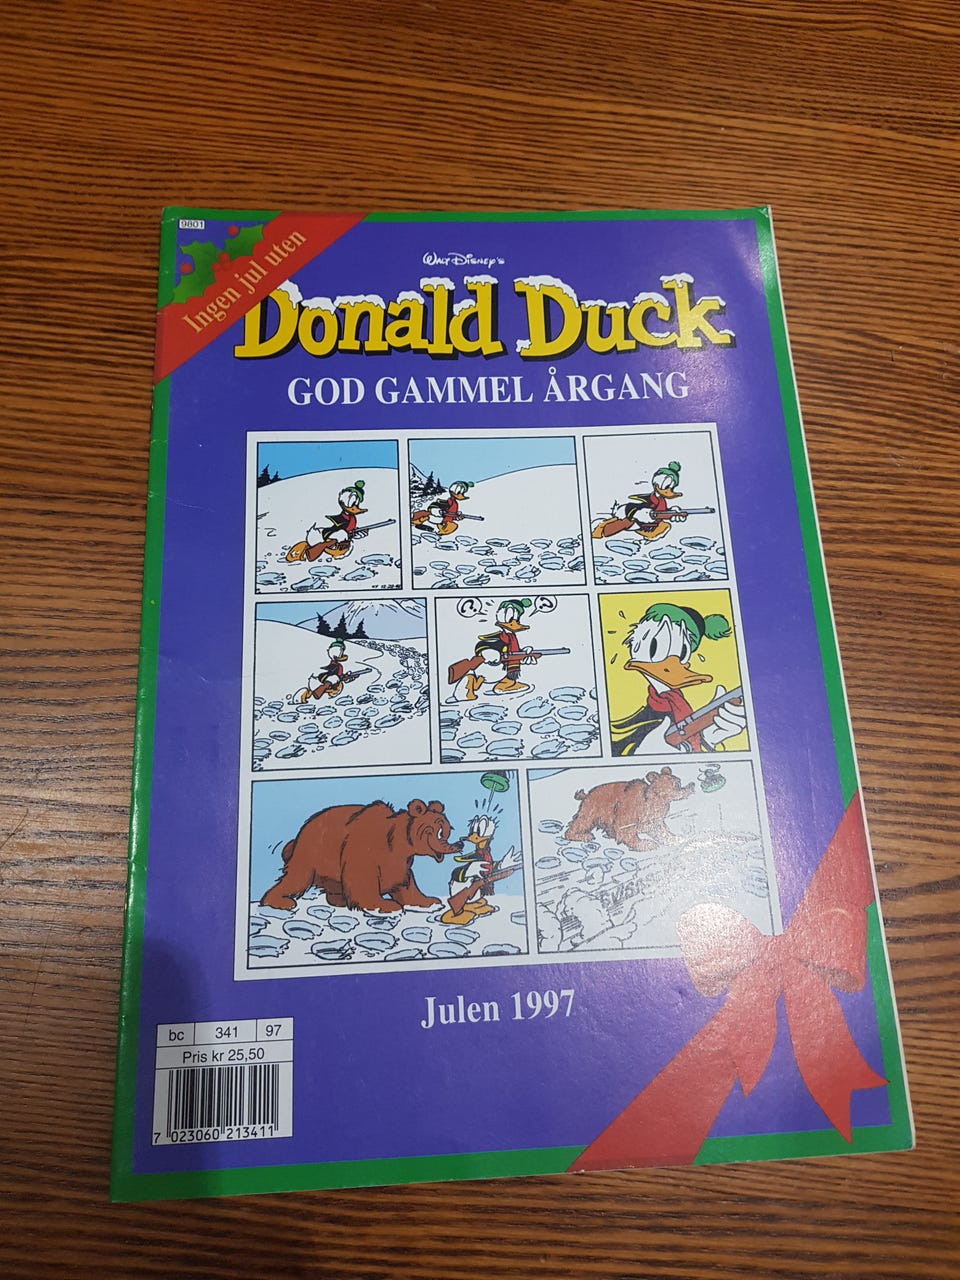 9801
Ingen jul uten
Walt Disney's
Donald Duck
GOD GAMMEL ÅRGANG
?
?
Julen 1997
bc 341 97
Pris kr 25,50
7 023060 213411